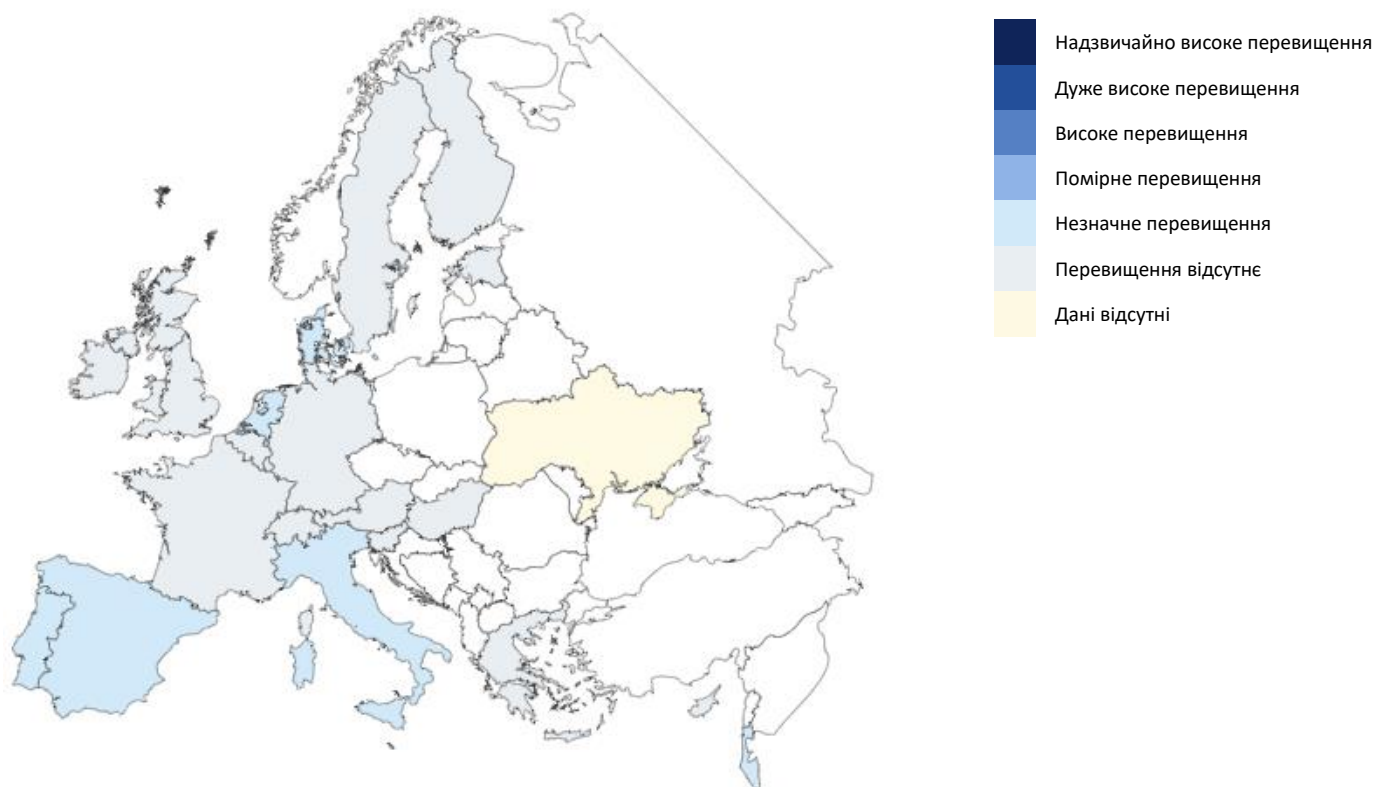 Надзвичайно високе перевищення
Дуже високе перевищення
Високе перевищення
Помірне перевищення
Незначне перевищення
Перевищення відсутнє
Дані відсутні